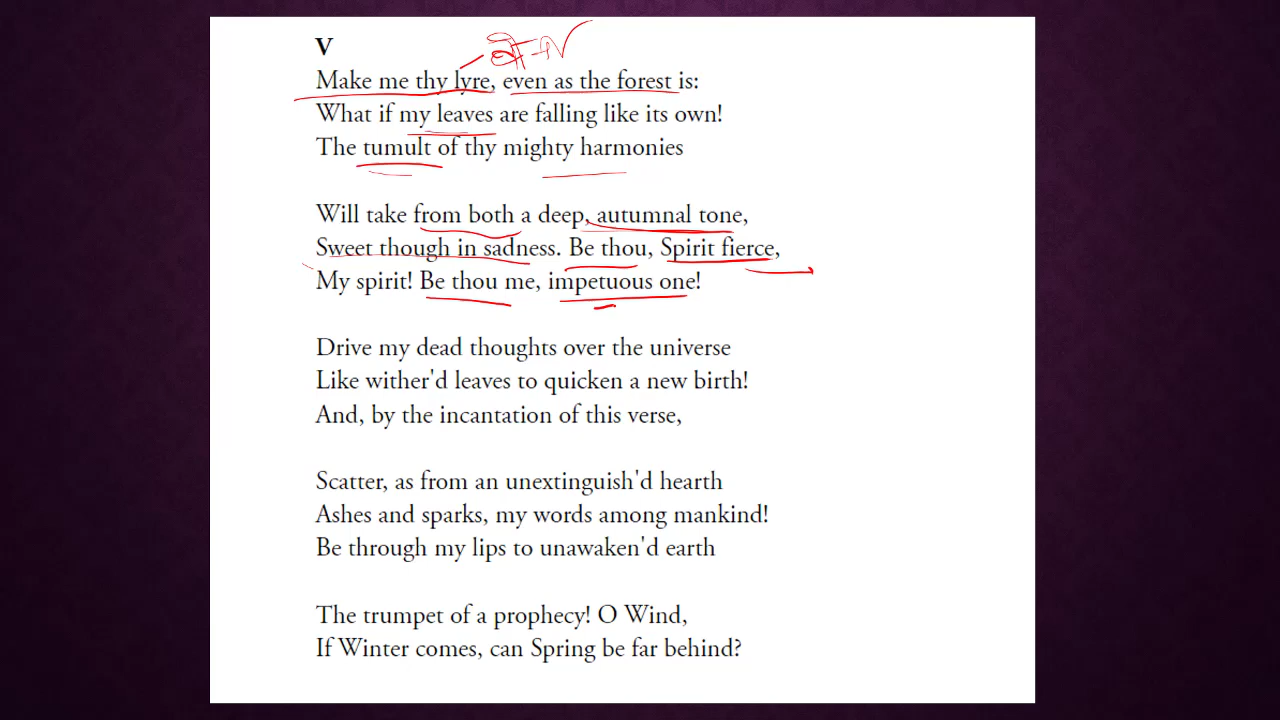 V
Make me thy lyre, even as the forest is:
What if my leaves are falling like its own!
The tumult of thy mighty harmonies
Will take from both a deep, autumnal tone,
Sweet though in sadness. Be thou, Spirit fierce,
My spirit! Be thou me, impetuous one!
Drive my dead thoughts over the universe
Like wither'd leaves to quicken a new birth!
And, by the incantation of this verse,
Scatter, as from an unextinguish'd hearth
Ashes and sparks, my words among mankind!
Be through my lips to unawaken'd earth
The trumpet of a prophecy! O Wind,
If Winter comes, can Spring be far behind?